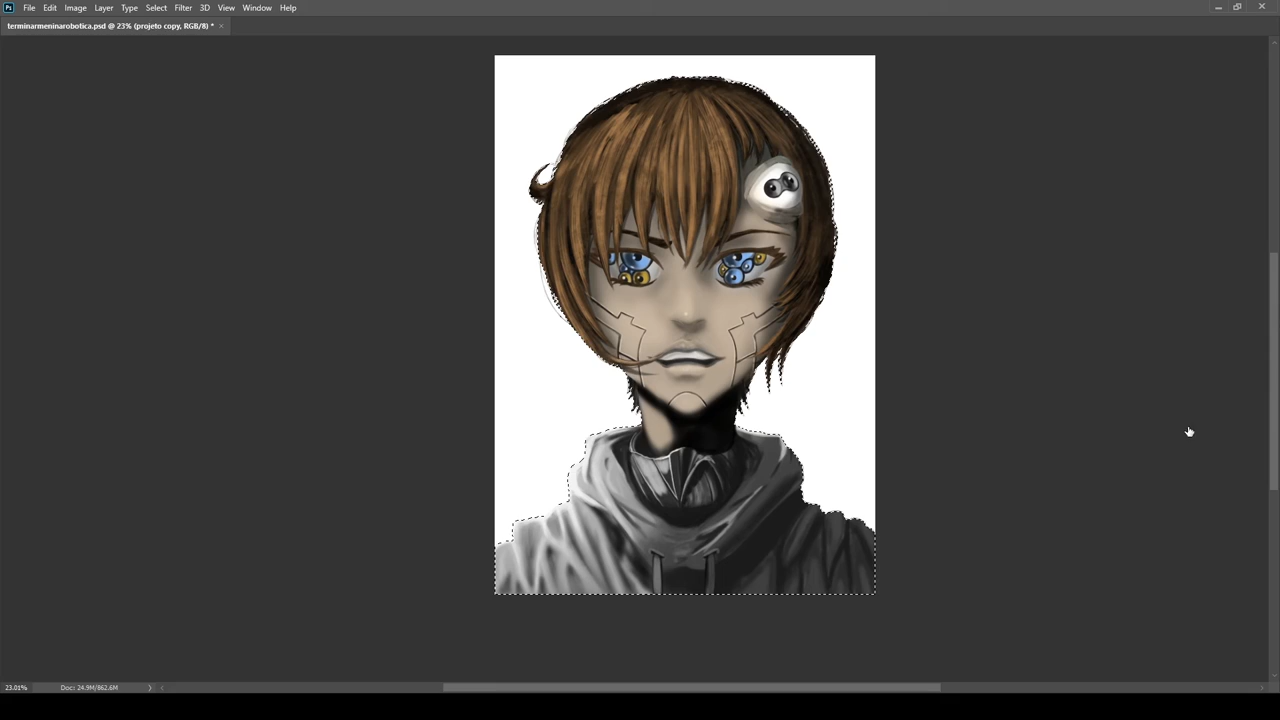 Ps File Edit Image Layer Type Select Filter 3D View Window Help
terminarmeninarobotica.psd @ 23% (projeto copy, RGB/8) * ×
23.01% Doc: 24.9M/862.6M